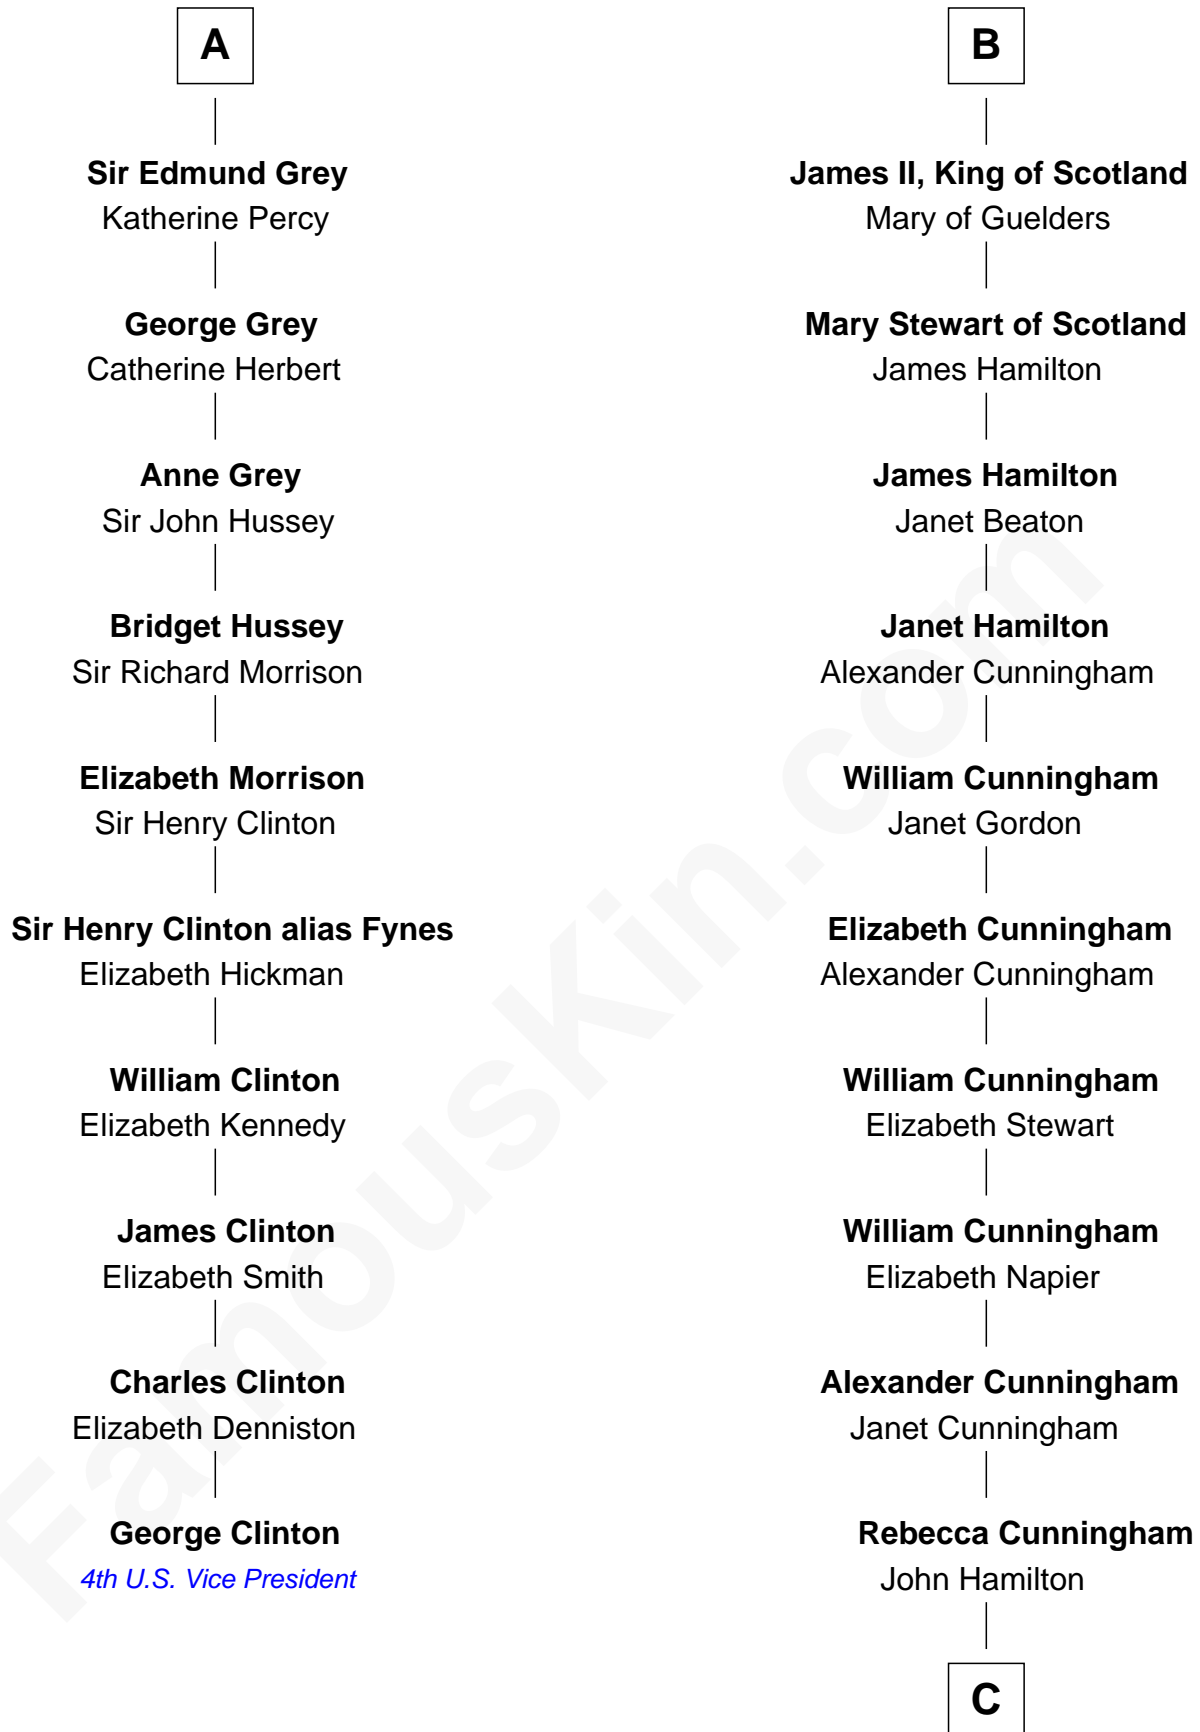 A
Sir Edmund Grey
Katherine Percy
George Grey
Catherine Herbert
Anne Grey
Sir John Hussey
Bridget Hussey
Sir Richard Morrison
Elizabeth Morrison
Sir Henry Clinton
Sir Henry Clinton alias Fynes
Elizabeth Hickman
William Clinton
Elizabeth Kennedy
James Clinton
Elizabeth Smith
Charles Clinton
Elizabeth Denniston
George Clinton
4th U.S. Vice President
B
James II, King of Scotland
Mary of Guelders
Mary Stewart of Scotland
James Hamilton
James Hamilton
Janet Beaton
Janet Hamilton
Alexander Cunningham
William Cunningham
Janet Gordon
Elizabeth Cunningham
Alexander Cunningham
William Cunningham
Elizabeth Stewart
William Cunningham
Elizabeth Napier
Alexander Cunningham
Janet Cunningham
Rebecca Cunningham
John Hamilton
C
FamousKin.com